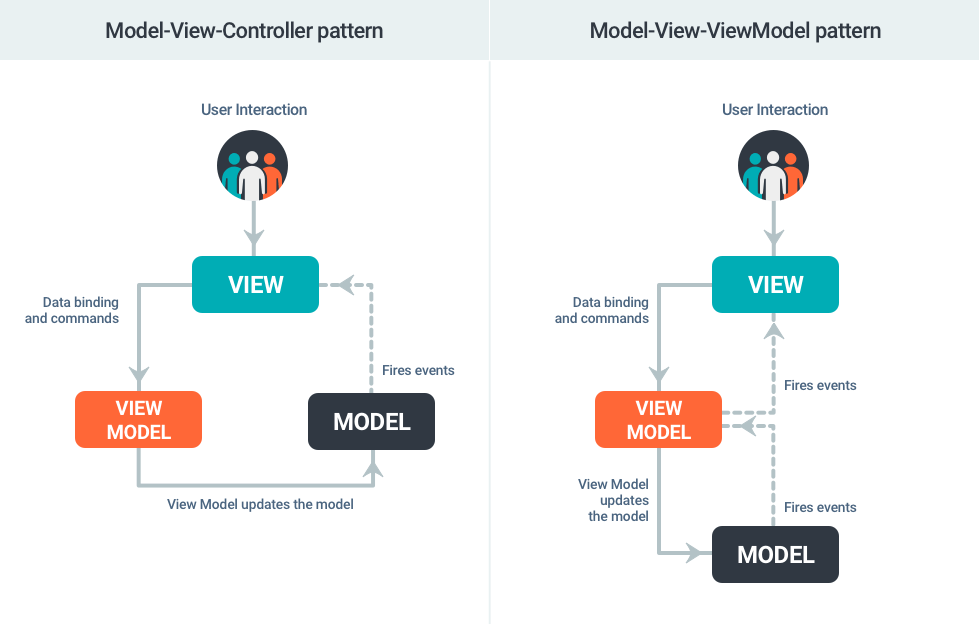 Model-View-Controller pattern
User Interaction
VIEW
Data binding
and commands
Fires events
VIEW
MODEL
MODEL
View Model updates the model
Model-View-ViewModel pattern
User Interaction
VIEW
Data binding
and commands
Fires events
VIEW
MODEL
View Model
updates
the model
Fires events
MODEL